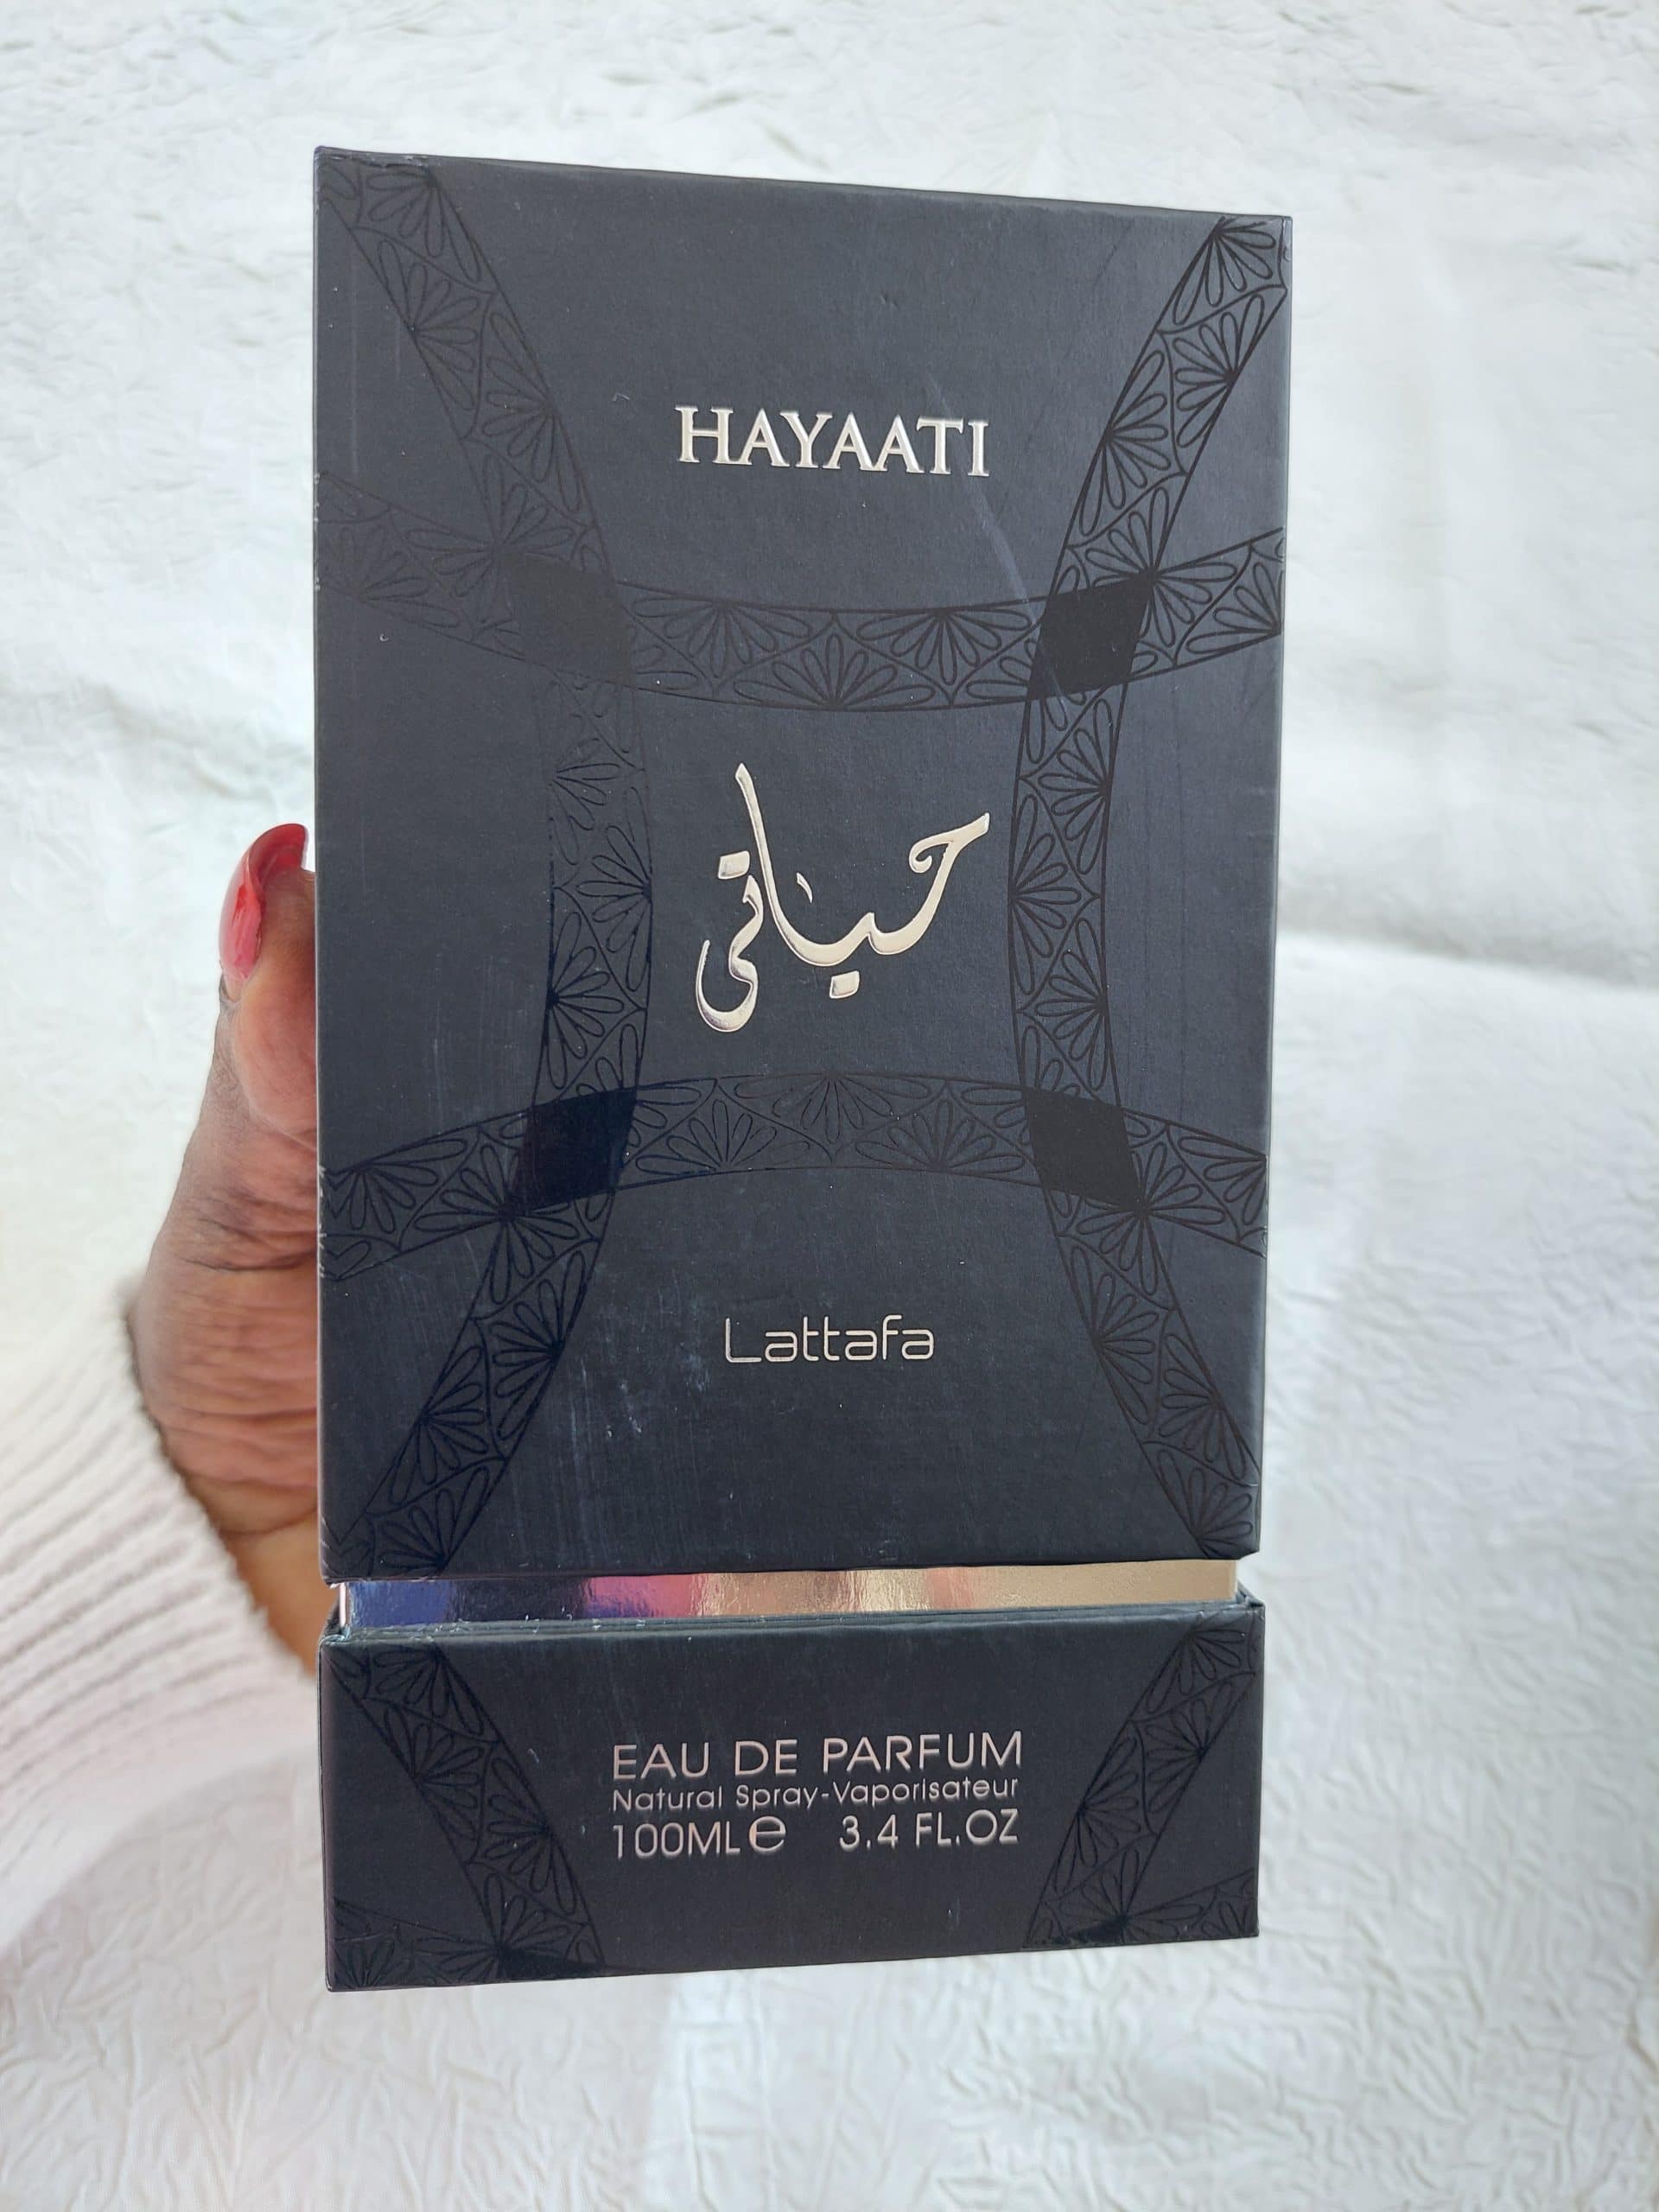 HAYAATI
حياتي
Lattafa
EAU DE PARFUM
Natural Spray-Vaporisateur
100ML e 3.4 FL.OZ